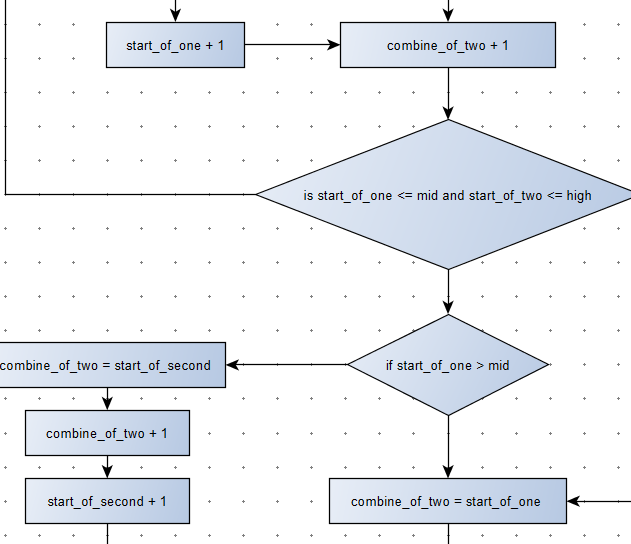 start_of_one + 1
combine_of_two + 1
is start_of_one <= mid and start_of_two <= high
if start_of_one > mid
combine_of_two = start_of_second
combine_of_two + 1
start_of_second + 1
combine_of_two = start_of_one